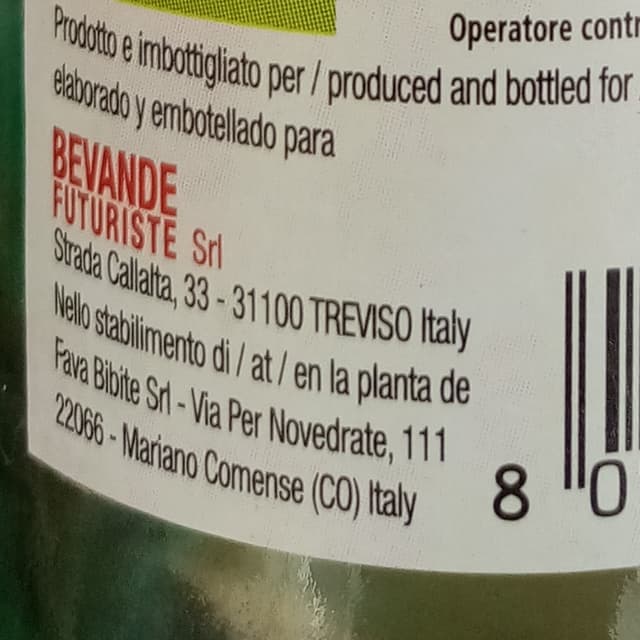 Operatore contr
Prodotto e imbottigliato per / produced and bottled for
elaborado y embotellado para
BEVANDE
FUTURISTE Srl
Strada Callalta, 33 - 31100 TREVISO Italy
Nello stabilimento di / at / en la planta de
Fava Bibite Srl - Via Per Novedrate, 111
22066 - Mariano Comense (CO) Italy
8 0